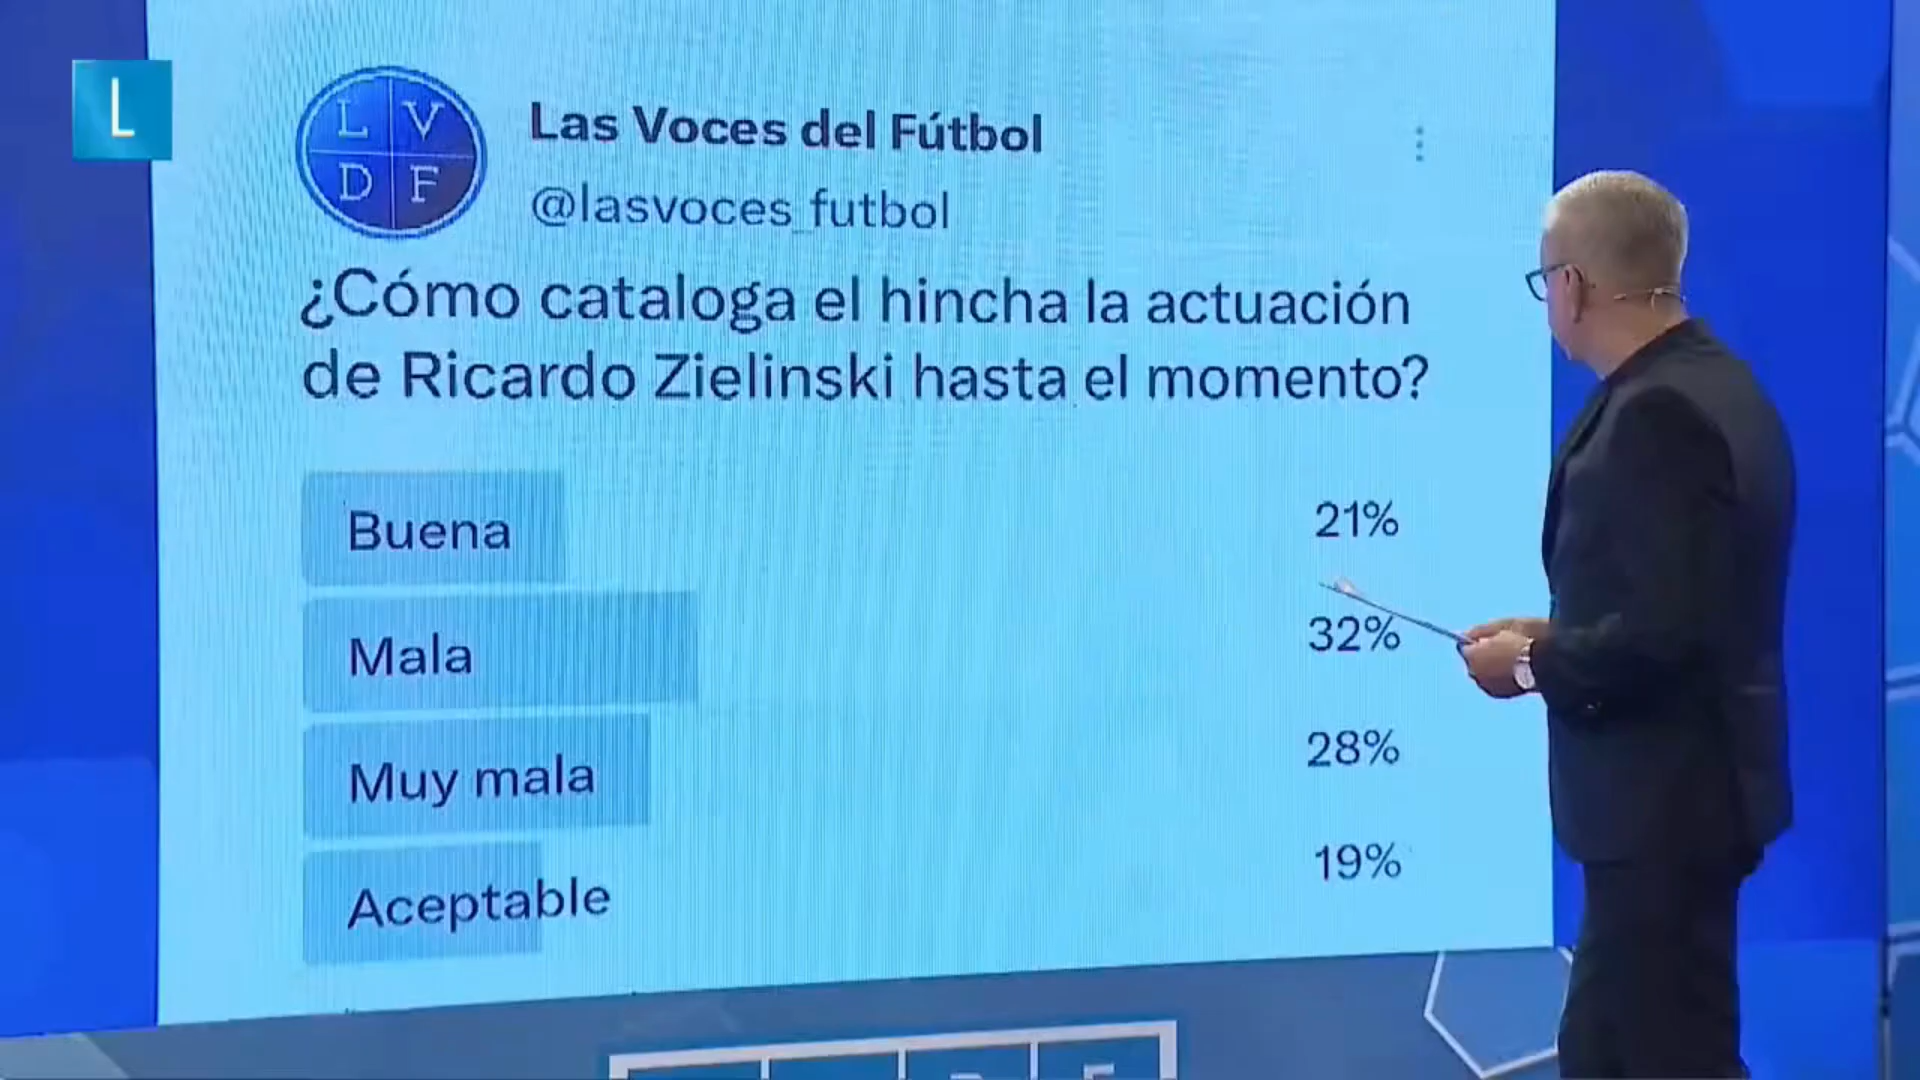 L
L V
D F
Las Voces del Fútbol
@lasvoces_futbol
¿Cómo cataloga el hincha la actuación
de Ricardo Zielinski hasta el momento?
Buena 21%
Mala 32%
Muy mala 28%
Aceptable 19%